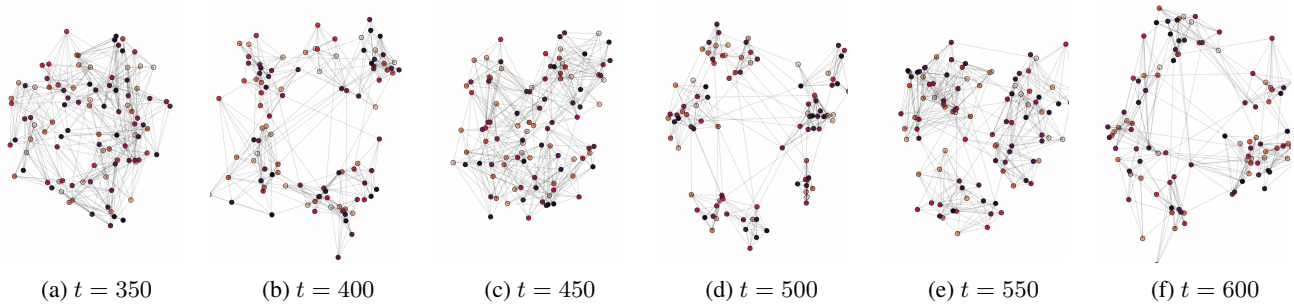 (a) t = 350
(b) t = 400
(c) t = 450
(d) t = 500
(e) t = 550
(f) t = 600